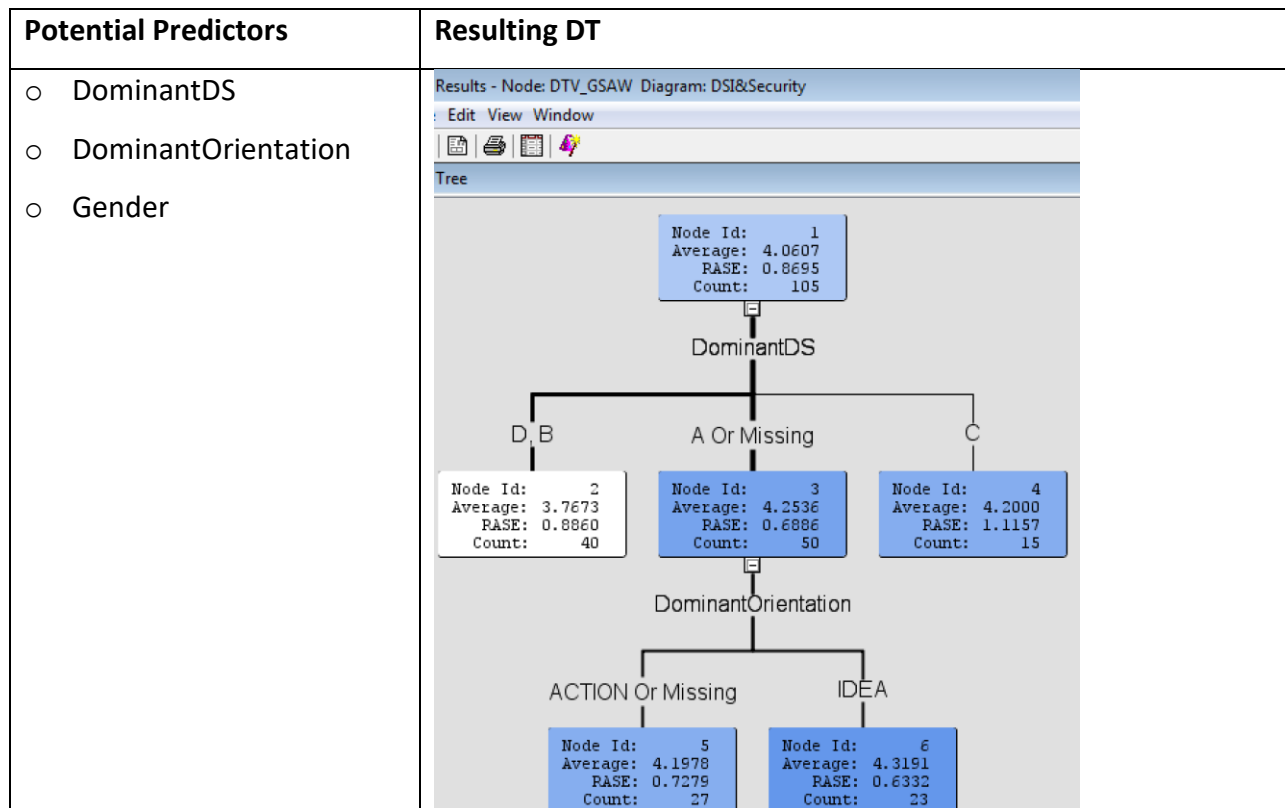 Potential Predictors
Resulting DT
o DominantDS
o DominantOrientation
o Gender
Results - Node: DTV_GSAW Diagram: DSI&Security
Edit View Window
Tree
Node Id: 1
Average: 4.0607
RASE: 0.8695
Count: 105
DominantDS
D, B
A Or Missing
C
Node Id: 2
Average: 3.7673
RASE: 0.8860
Count: 40
Node Id: 3
Average: 4.2536
RASE: 0.6886
Count: 50
Node Id: 4
Average: 4.2000
RASE: 1.1157
Count: 15
DominantOrientation
ACTION Or Missing
IDEA
Node Id: 5
Average: 4.1978
RASE: 0.7279
Count: 27
Node Id: 6
Average: 4.3191
RASE: 0.6332
Count: 23